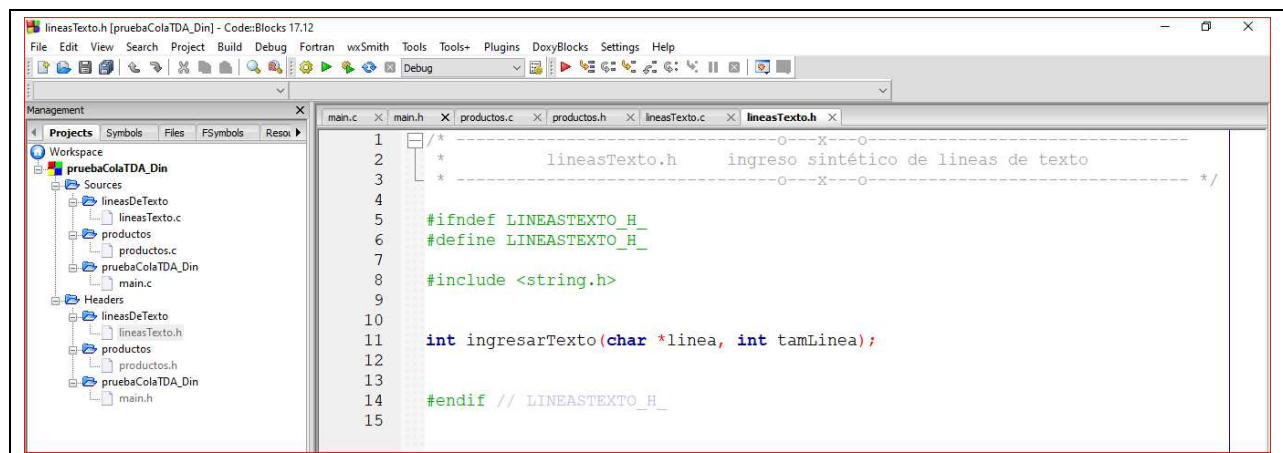 lineasTexto.h [pruebaColaTDA_Din] - Code::Blocks 17.12
File Edit View Search Project Build Debug Fortran wxSmith Tools Tools+ Plugins DoxyBlocks Settings Help
Debug
Management
Projects Symbols Files FSymbols
Workspace
pruebaColaTDA_Din
Sources
lineasDeTexto
lineasTexto.c
productos
productos.c
pruebaColaTDA_Din
main.c
Headers
lineasDeTexto
lineasTexto.h
productos
productos.h
pruebaColaTDA_Din
main.h
main.c main.h productos.c productos.h lineasTexto.c lineasTexto.h
1 /* ---------------------------------o---x---o---------------------------------
2 * lineasTexto.h ingreso sintético de lineas de texto
3 * ---------------------------------o---x---o--------------------------------- */
4
5 #ifndef LINEASTEXTO_H_
6 #define LINEASTEXTO_H_
7
8 #include <string.h>
9
10
11 int ingresarTexto(char *linea, int tamLinea);
12
13
14 #endif // LINEASTEXTO_H_
15